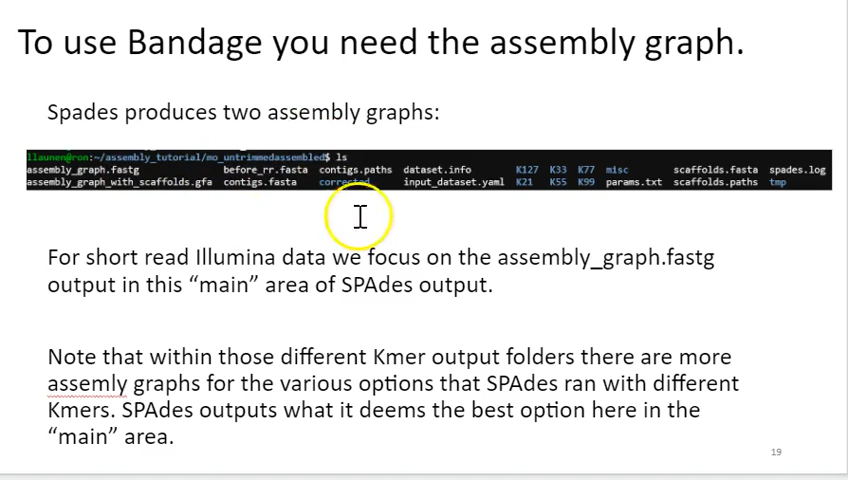 To use Bandage you need the assembly graph.
Spades produces two assembly graphs:
llaunen@ron:~/assembly_tutorial/mo_untrimmedassembled$ ls
assembly_graph.fastg before_rr.fasta contigs.paths dataset.info K127 K33 K77 misc scaffolds.fasta spades.log
assembly_graph_with_scaffolds.gfa contigs.fasta corrected input_dataset.yaml K21 K55 K99 params.txt scaffolds.paths tmp
For short read Illumina data we focus on the assembly_graph.fastg
output in this “main” area of SPAdes output.
Note that within those different Kmer output folders there are more
assemly graphs for the various options that SPAdes ran with different
Kmers. SPAdes outputs what it deems the best option here in the
“main” area.
19